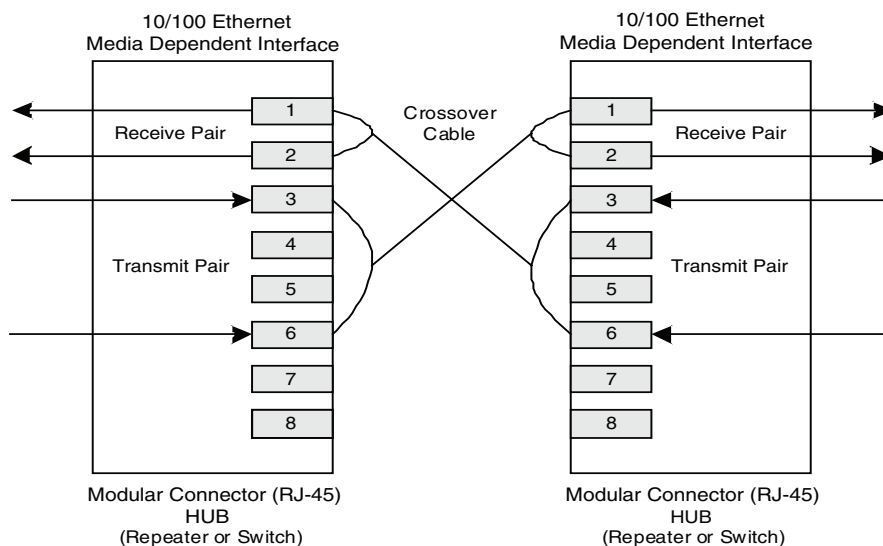 10/100 Ethernet
Media Dependent Interface
10/100 Ethernet
Media Dependent Interface
1
Receive Pair
2
3
4
Transmit Pair
5
6
7
8
Crossover
Cable
1
Receive Pair
2
3
4
Transmit Pair
5
6
7
8
Modular Connector (RJ-45)
HUB
(Repeater or Switch)
Modular Connector (RJ-45)
HUB
(Repeater or Switch)